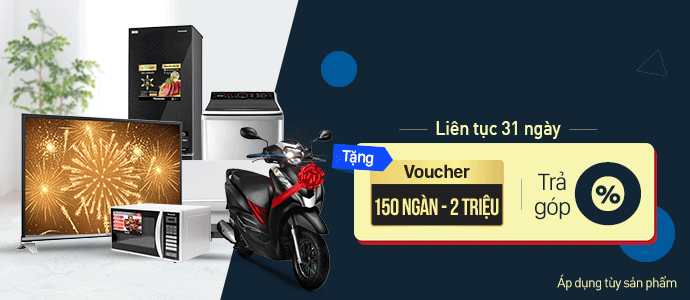 Liên tục 31 ngày
Tặng
Voucher
150 NGÀN - 2 TRIỆU
Trả
góp
%
Áp dụng tùy sản phẩm